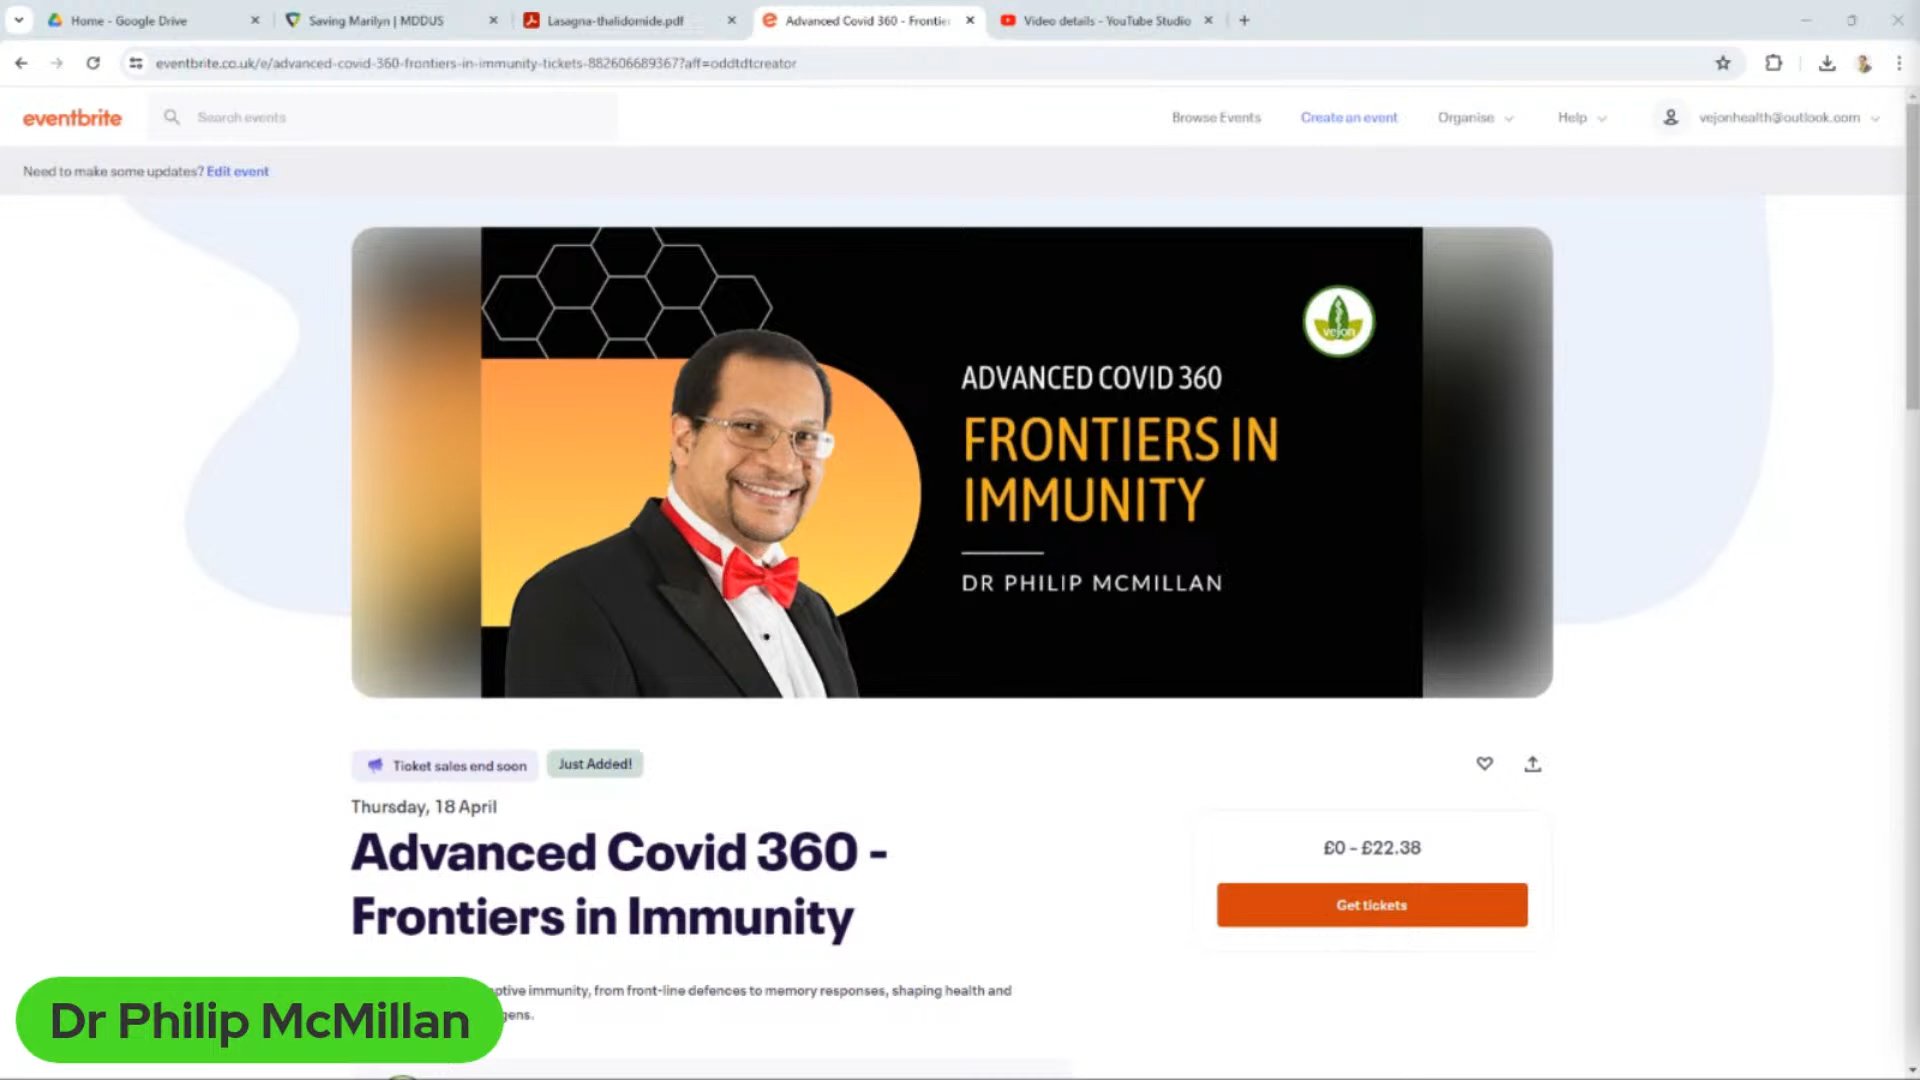 Home - Google Drive
Saving Marilyn | MDDUS
Lasagna-thalidomide.pdf
Advanced Covid 360 - Frontier
Video details - YouTube Studio
eventbrite.co.uk/e/advanced-covid-360-frontiers-in-immunity-tickets-882606689367?aff=oddtdtcreator
eventbrite
Search events
Browse Events
Create an event
Organise
Help
vejonhealth@outlook.com
Need to make some updates? Edit event
vejon
ADVANCED COVID 360
FRONTIERS IN
IMMUNITY
DR PHILIP MCMILLAN
Ticket sales end soon
Just Added!
Thursday, 18 April
Advanced Covid 360 -
Frontiers in Immunity
£0 - £22.38
Get tickets
ptive immunity, from front-line defences to memory responses, shaping health and
gens.
Dr Philip McMillan